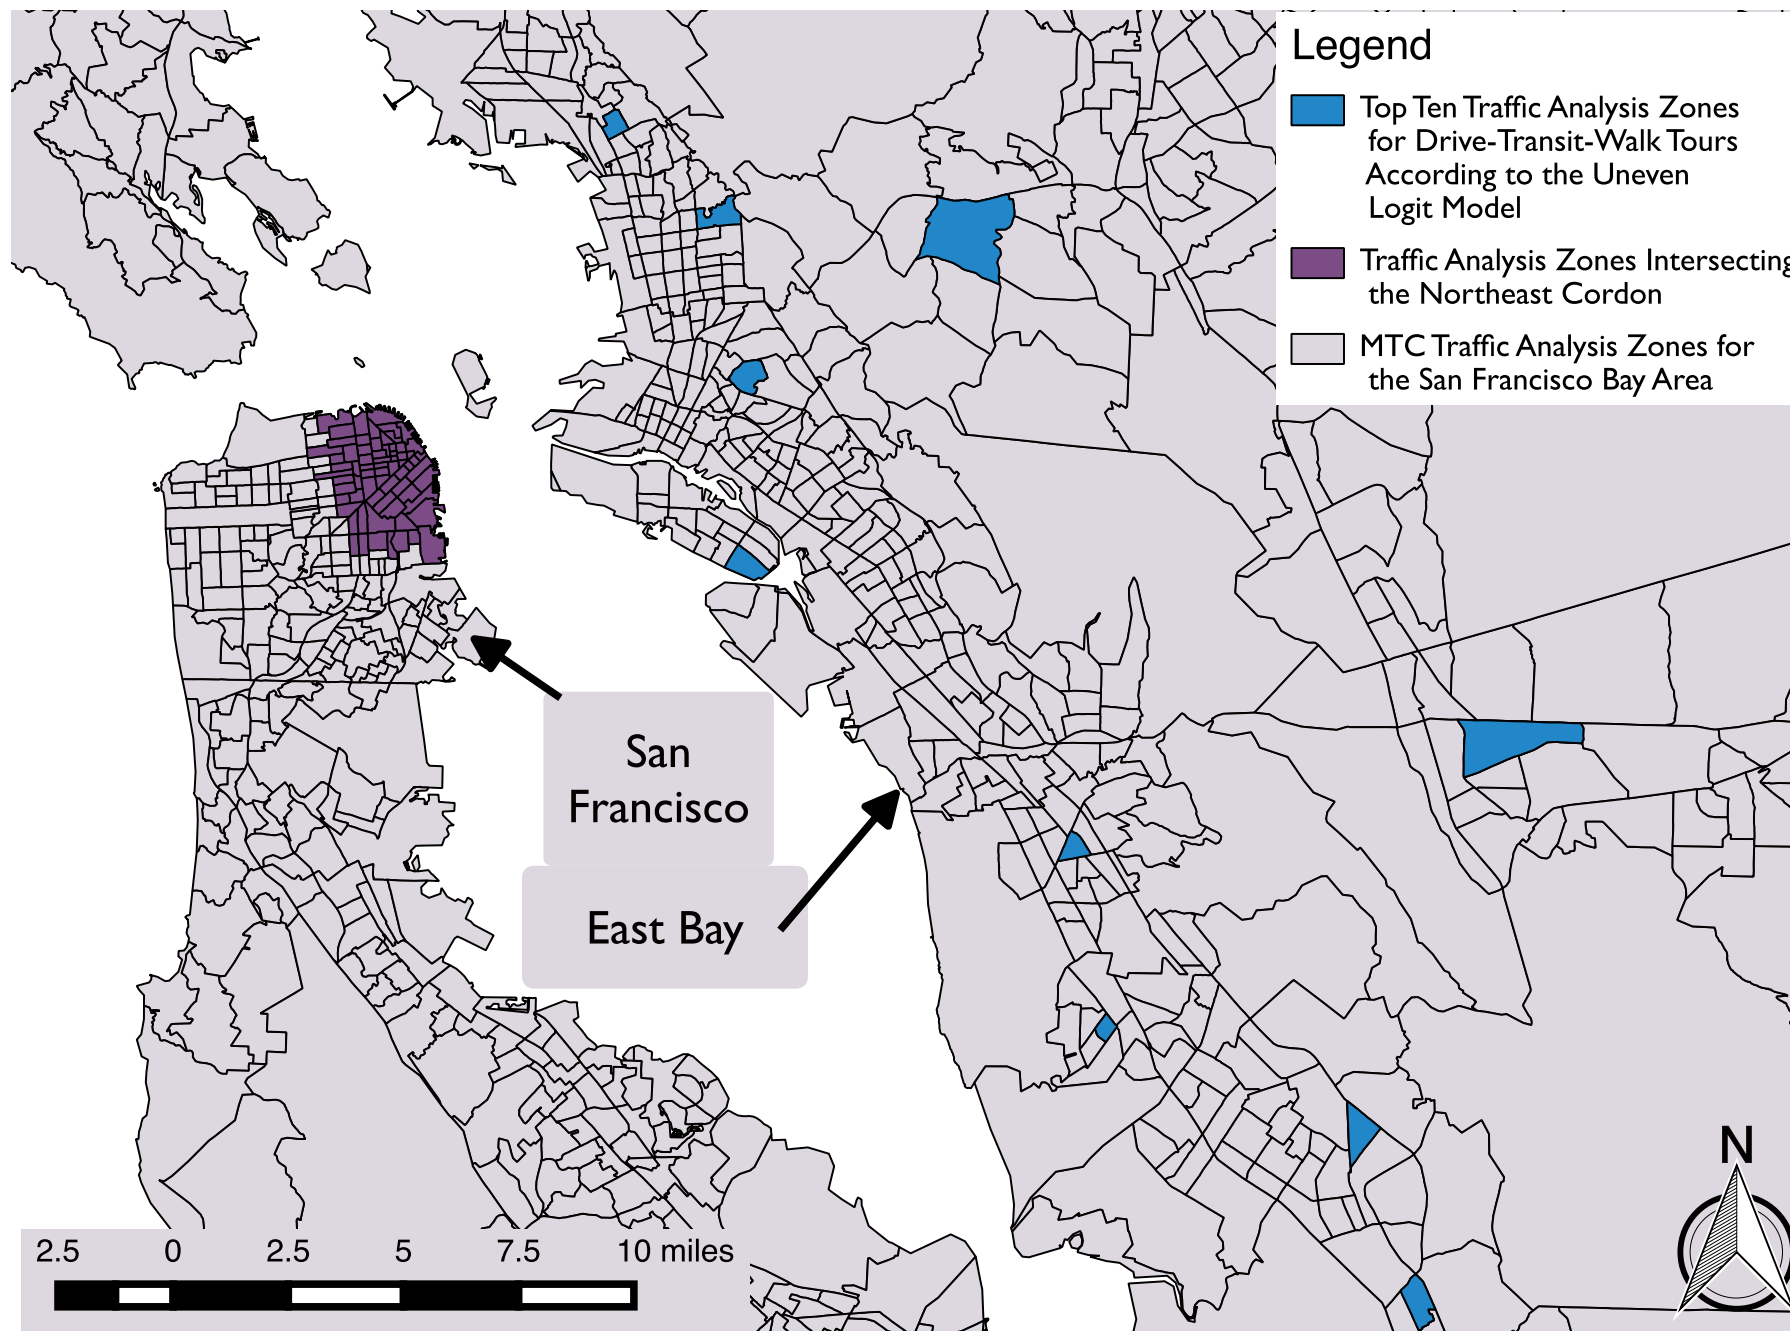 Legend
Top Ten Traffic Analysis Zones
for Drive-Transit-Walk Tours
According to the Uneven
Logit Model
Traffic Analysis Zones Intersecting
the Northeast Cordon
MTC Traffic Analysis Zones for
the San Francisco Bay Area
San
Francisco
East Bay
N
2.5 0 2.5 5 7.5 10 miles